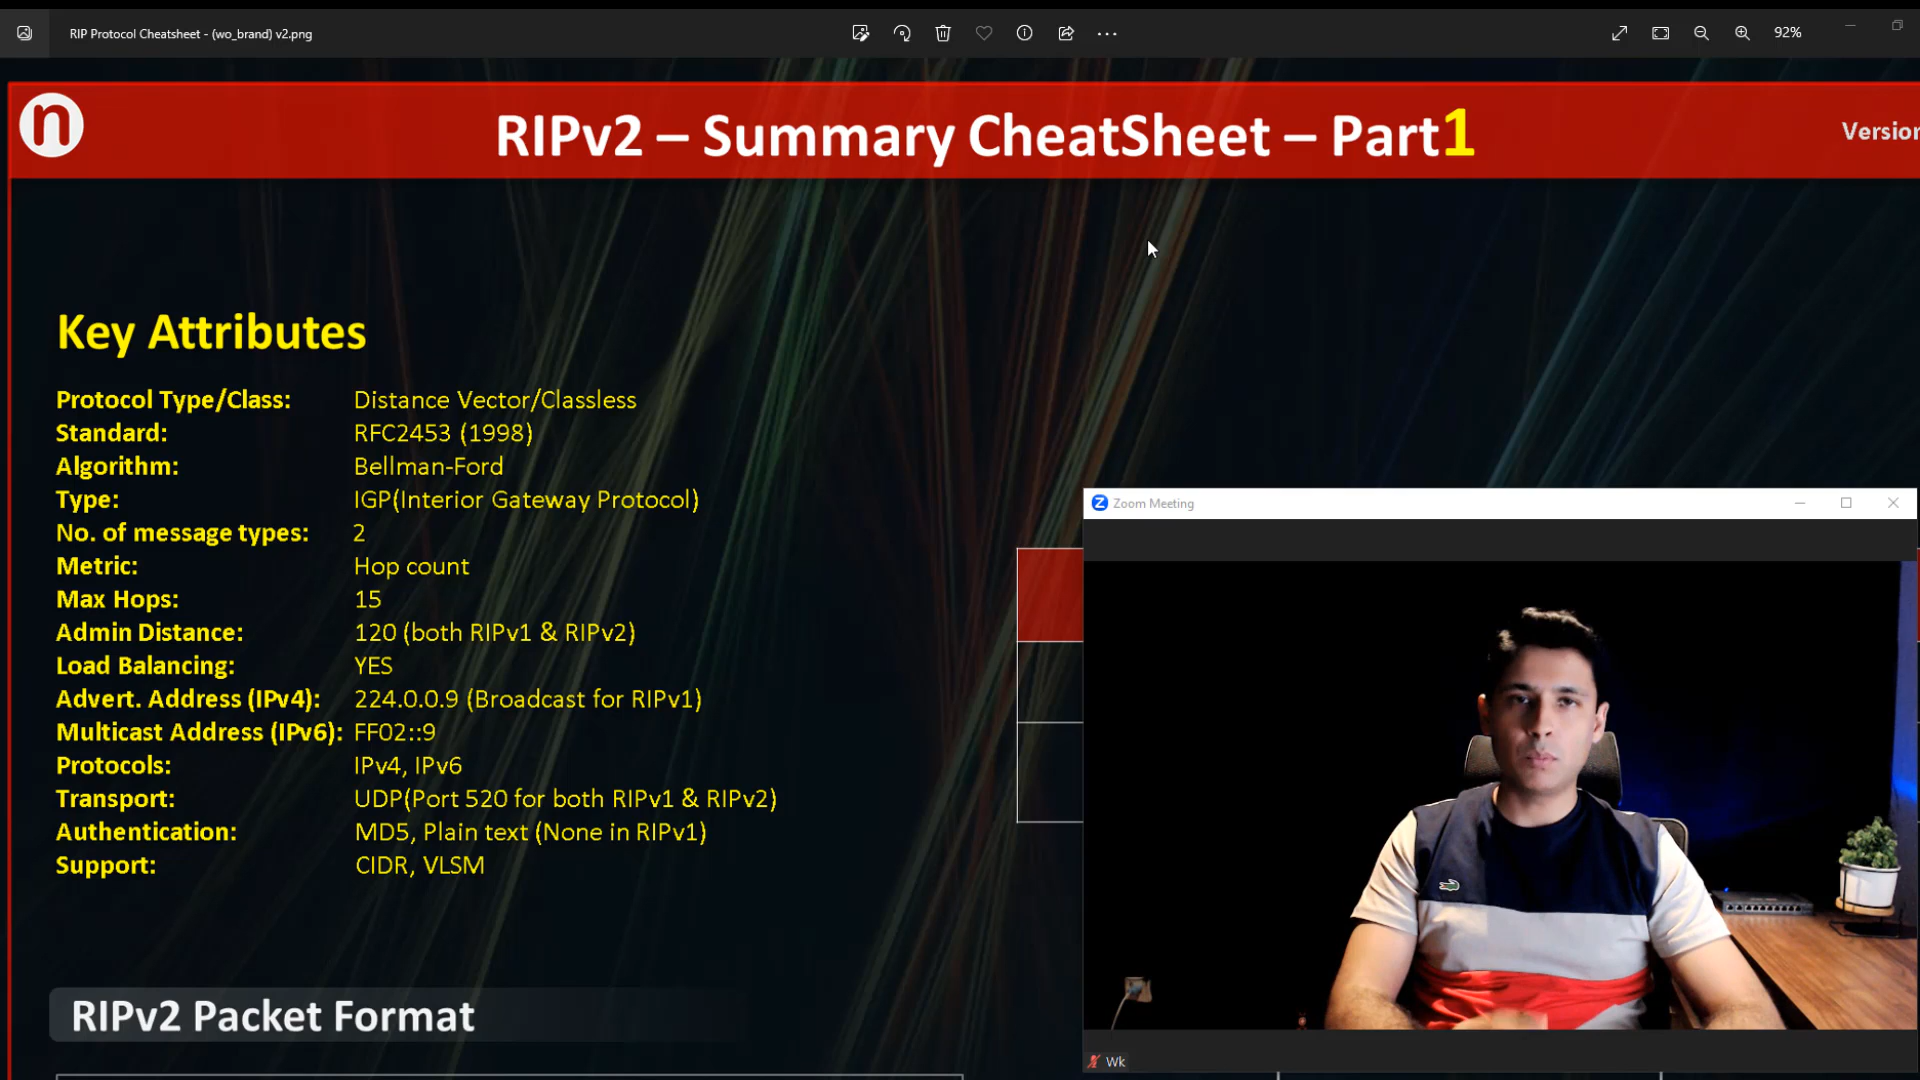 RIP Protocol Cheatsheet - (wo_brand) v2.png
92%
n
RIPv2 – Summary CheatSheet – Part1
Key Attributes
Protocol Type/Class: Distance Vector/Classless
Standard: RFC2453 (1998)
Algorithm: Bellman-Ford
Type: IGP(Interior Gateway Protocol)
No. of message types: 2
Metric: Hop count
Max Hops: 15
Admin Distance: 120 (both RIPv1 & RIPv2)
Load Balancing: YES
Advert. Address (IPv4): 224.0.0.9 (Broadcast for RIPv1)
Multicast Address (IPv6): FF02::9
Protocols: IPv4, IPv6
Transport: UDP(Port 520 for both RIPv1 & RIPv2)
Authentication: MD5, Plain text (None in RIPv1)
Support: CIDR, VLSM
RIPv2 Packet Format
Zoom Meeting
Wk